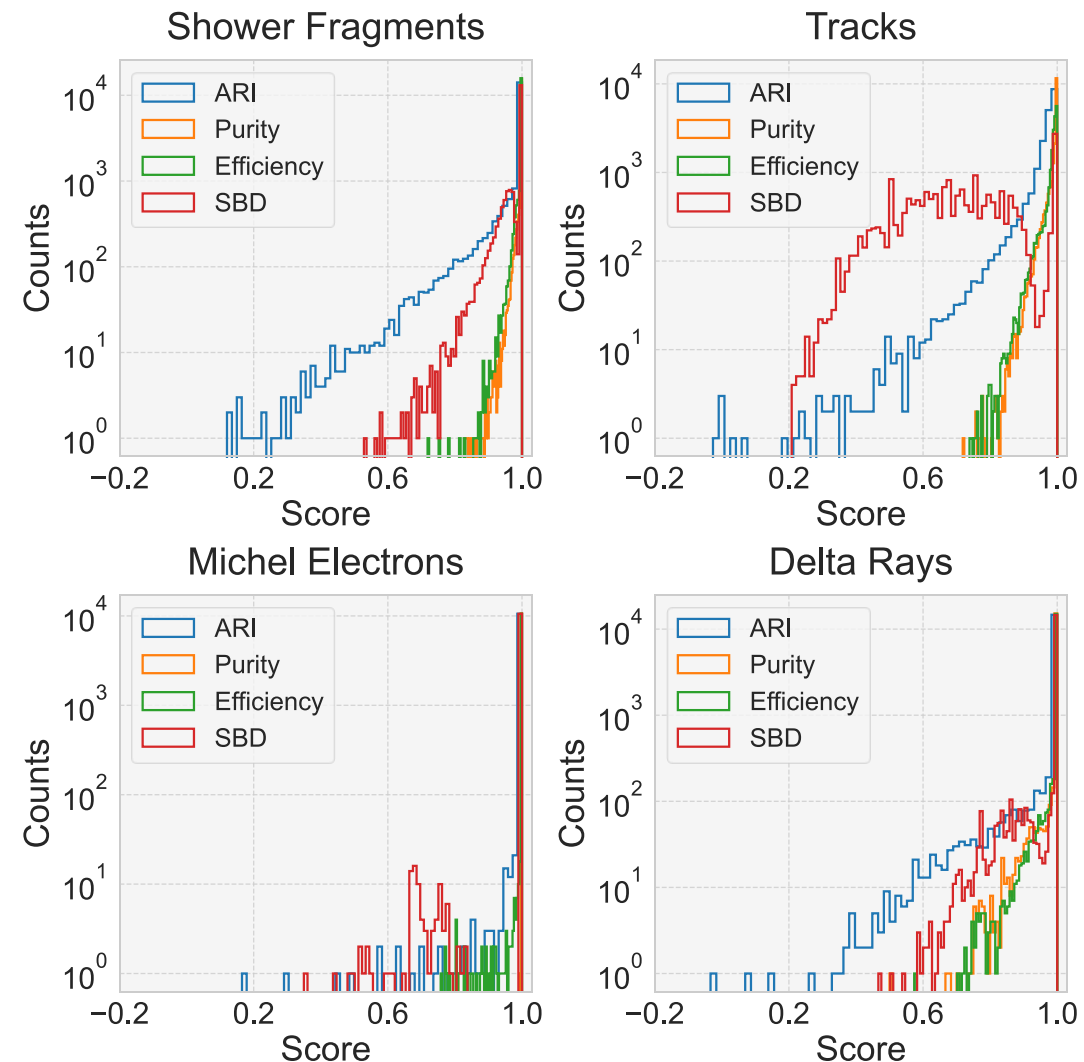 Shower Fragments
10^4
10^3
10^2
10^1
10^0
Counts
ARI
Purity
Efficiency
SBD
−0.2 0.2 0.6 1.0
Score
Tracks
10^4
10^3
10^2
10^1
10^0
Counts
ARI
Purity
Efficiency
SBD
−0.2 0.2 0.6 1.0
Score
Michel Electrons
10^4
10^3
10^2
10^1
10^0
Counts
ARI
Purity
Efficiency
SBD
−0.2 0.2 0.6 1.0
Score
Delta Rays
10^4
10^3
10^2
10^1
10^0
Counts
ARI
Purity
Efficiency
SBD
−0.2 0.2 0.6 1.0
Score